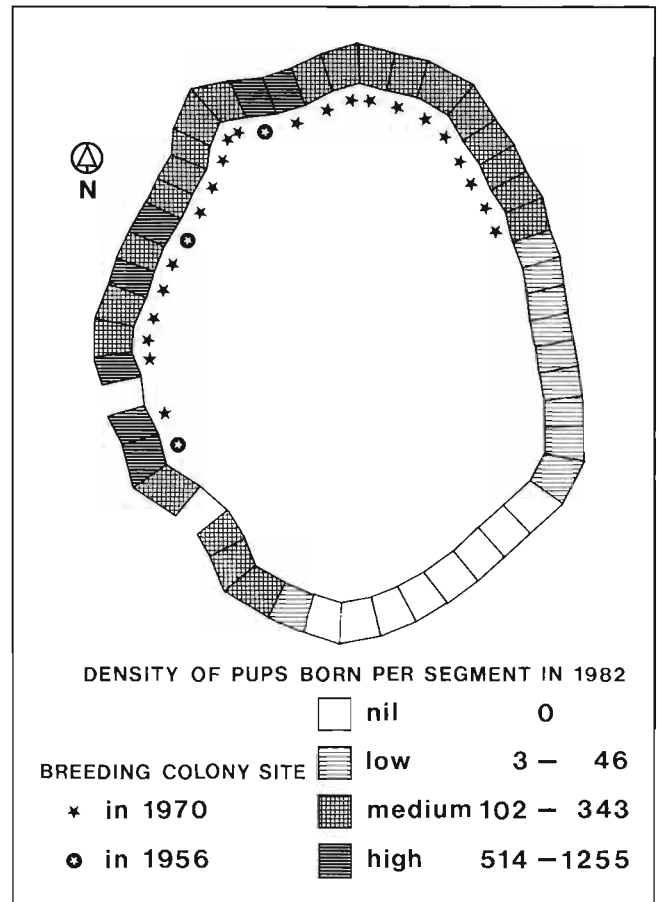 N
DENSITY OF PUPS BORN PER SEGMENT IN 1982
nil 0
low 3 – 46
BREEDING COLONY SITE
in 1970
medium 102 – 343
in 1956
high 514 –1255